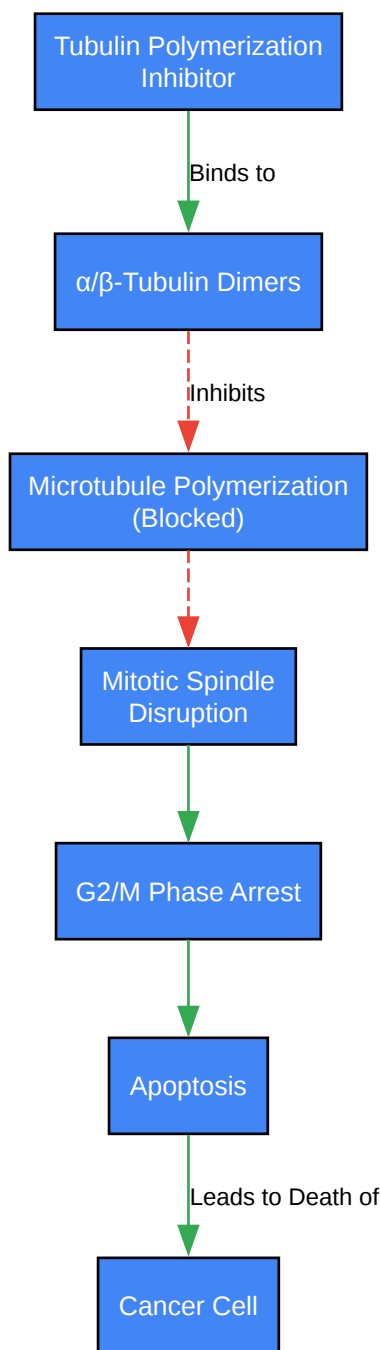 Tubulin Polymerization
Inhibitor
Binds to
α/β-Tubulin Dimers
Inhibits
Microtubule Polymerization
(Blocked)
Mitotic Spindle
Disruption
G2/M Phase Arrest
Apoptosis
Leads to Death of
Cancer Cell